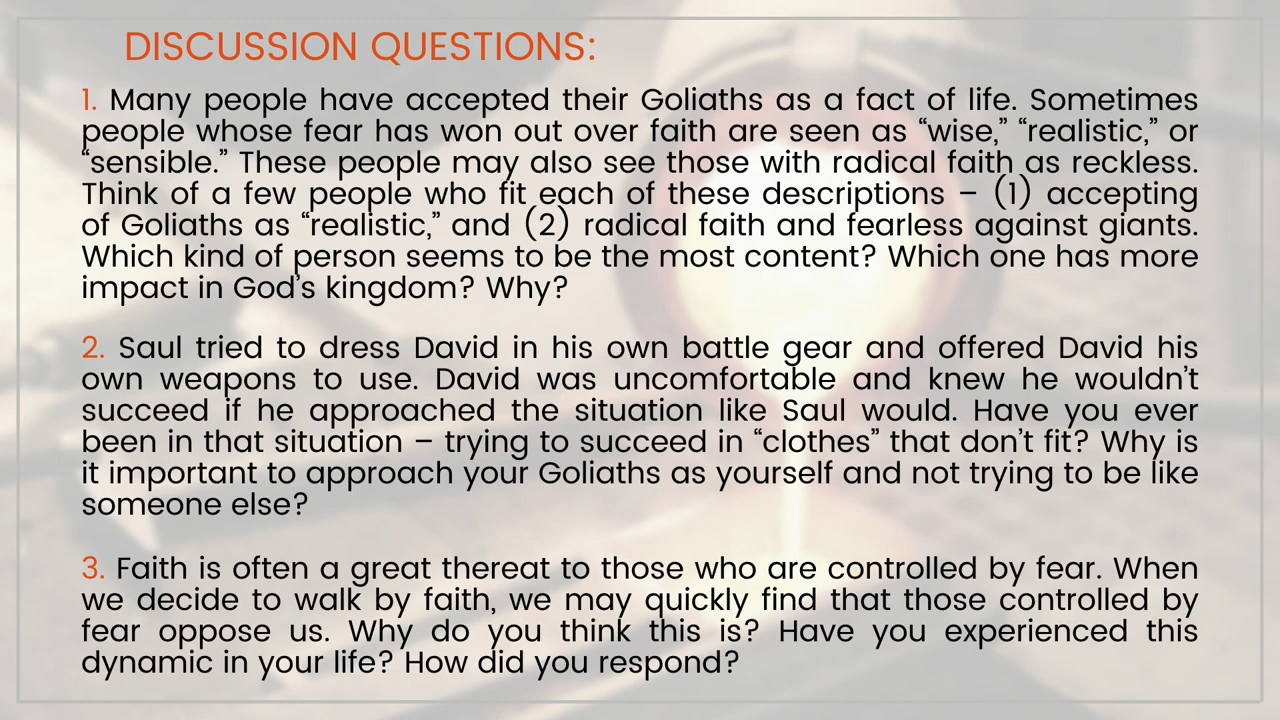 DISCUSSION QUESTIONS:
1. Many people have accepted their Goliaths as a fact of life. Sometimes
people whose fear has won out over faith are seen as “wise,” “realistic,” or
“sensible.” These people may also see those with radical faith as reckless.
Think of a few people who fit each of these descriptions – (1) accepting
of Goliaths as “realistic,” and (2) radical faith and fearless against giants.
Which kind of person seems to be the most content? Which one has more
impact in God’s kingdom? Why?
2. Saul tried to dress David in his own battle gear and offered David his
own weapons to use. David was uncomfortable and knew he wouldn’t
succeed if he approached the situation like Saul would. Have you ever
been in that situation – trying to succeed in “clothes” that don’t fit? Why is
it important to approach your Goliaths as yourself and not trying to be like
someone else?
3. Faith is often a great thereat to those who are controlled by fear. When
we decide to walk by faith, we may quickly find that those controlled by
fear oppose us. Why do you think this is? Have you experienced this
dynamic in your life? How did you respond?